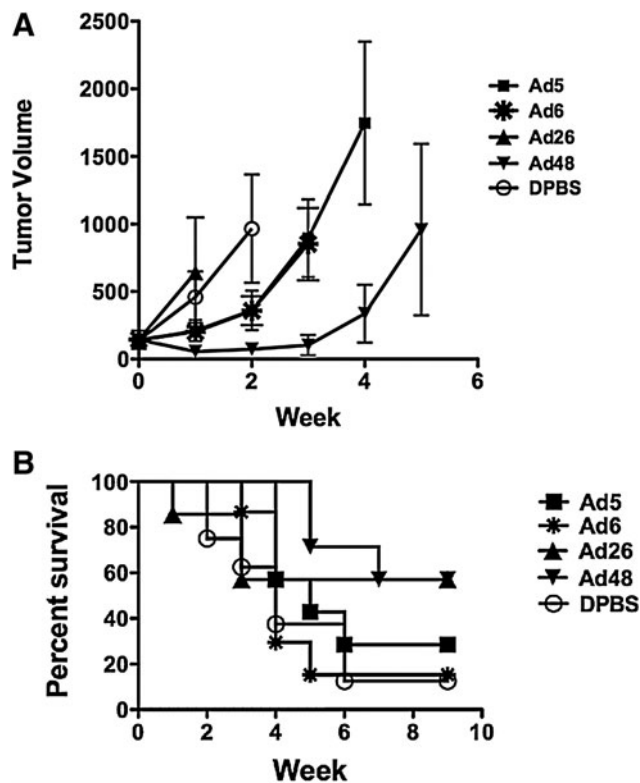 A
Tumor Volume
2500
2000
1500
1000
500
0
0 2 4 6
Week
Ad5
Ad6
Ad26
Ad48
DPBS
B
Percent survival
100
80
60
40
20
0
0 2 4 6 8 10
Week
Ad5
Ad6
Ad26
Ad48
DPBS